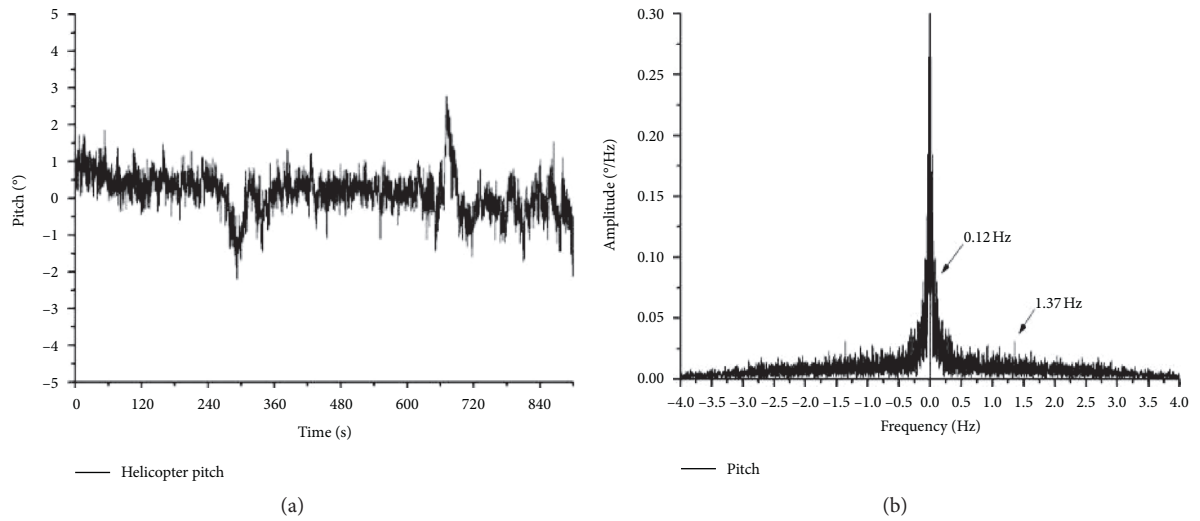 5
4
3
2
1
0
–1
–2
–3
–4
–5
Pitch (°)
0 120 240 360 480 600 720 840
Time (s)
Helicopter pitch
(a)
0.30
0.25
0.20
0.15
0.10
0.05
0.00
Amplitude (°/Hz)
0.12 Hz
1.37 Hz
–4.0 –3.5 –3.0 –2.5 –2.0 –1.5 –1.0 –0.5 0.0 0.5 1.0 1.5 2.0 2.5 3.0 3.5 4.0
Frequency (Hz)
Pitch
(b)